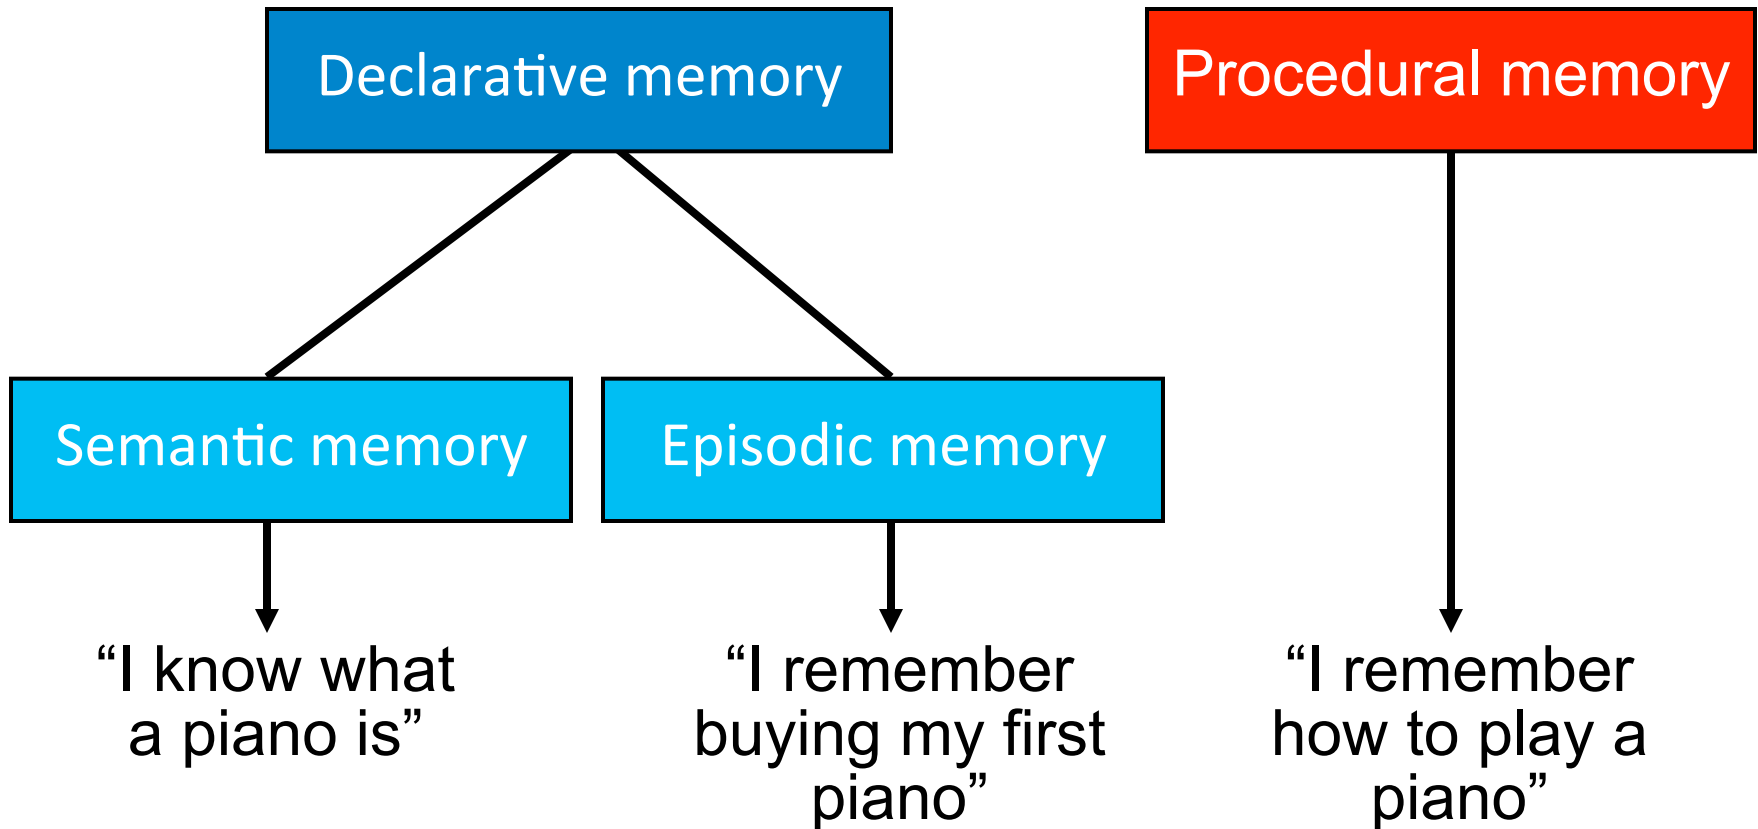 Declarative memory
Procedural memory
Semantic memory
Episodic memory
“I know what
a piano is”
“I remember
buying my first
piano”
“I remember
how to play a
piano”